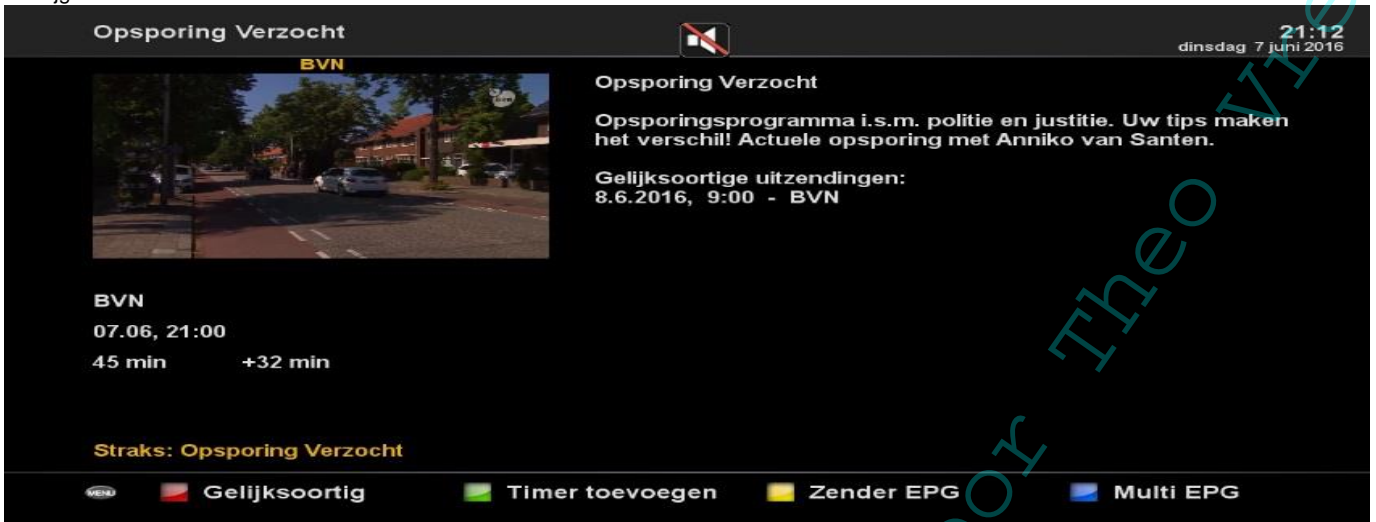 Opsporing Verzocht
21:12
dinsdag 7 juni 2016
BVN
Opsporing Verzocht
Opsporingsprogramma i.s.m. politie en justitie. Uw tips maken
het verschil! Actuele opsporing met Anniko van Santen.
Gelijksoortige uitzendingen:
8.6.2016, 9:00 - BVN
BVN
07.06, 21:00
45 min +32 min
Straks: Opsporing Verzocht
MENU Gelijksoortig Timer toevoegen Zender EPG Multi EPG
oor Theo